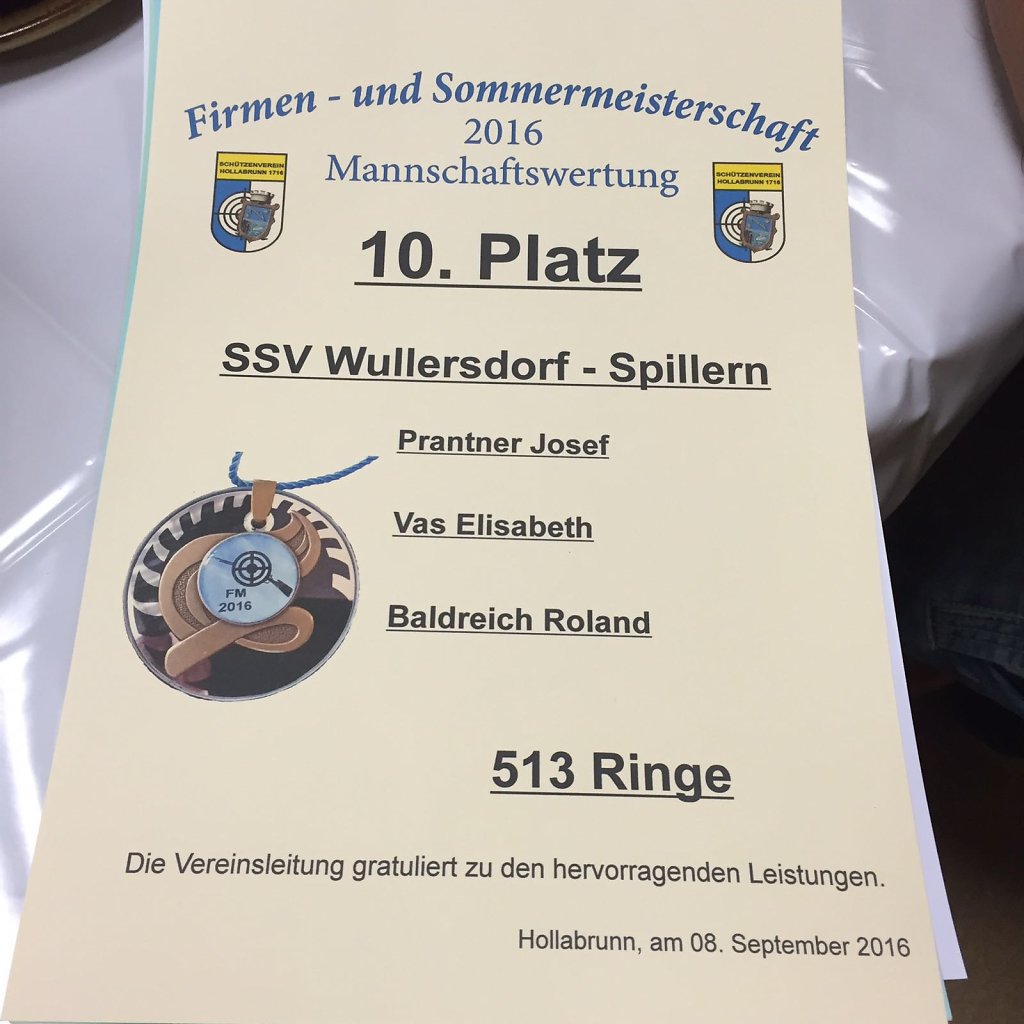 Firmen - und Sommermeisterschaft
2016
Mannschaftswertung
SCHÜTZENVEREIN
HOLLABRUNN 1716
SCHÜTZENVEREIN
HOLLABRUNN 1716
10. Platz
SSV Wullersdorf - Spillern
Prantner Josef
Vas Elisabeth
FM
2016
Baldreich Roland
513 Ringe
Die Vereinsleitung gratuliert zu den hervorragenden Leistungen.
Hollabrunn, am 08. September 2016